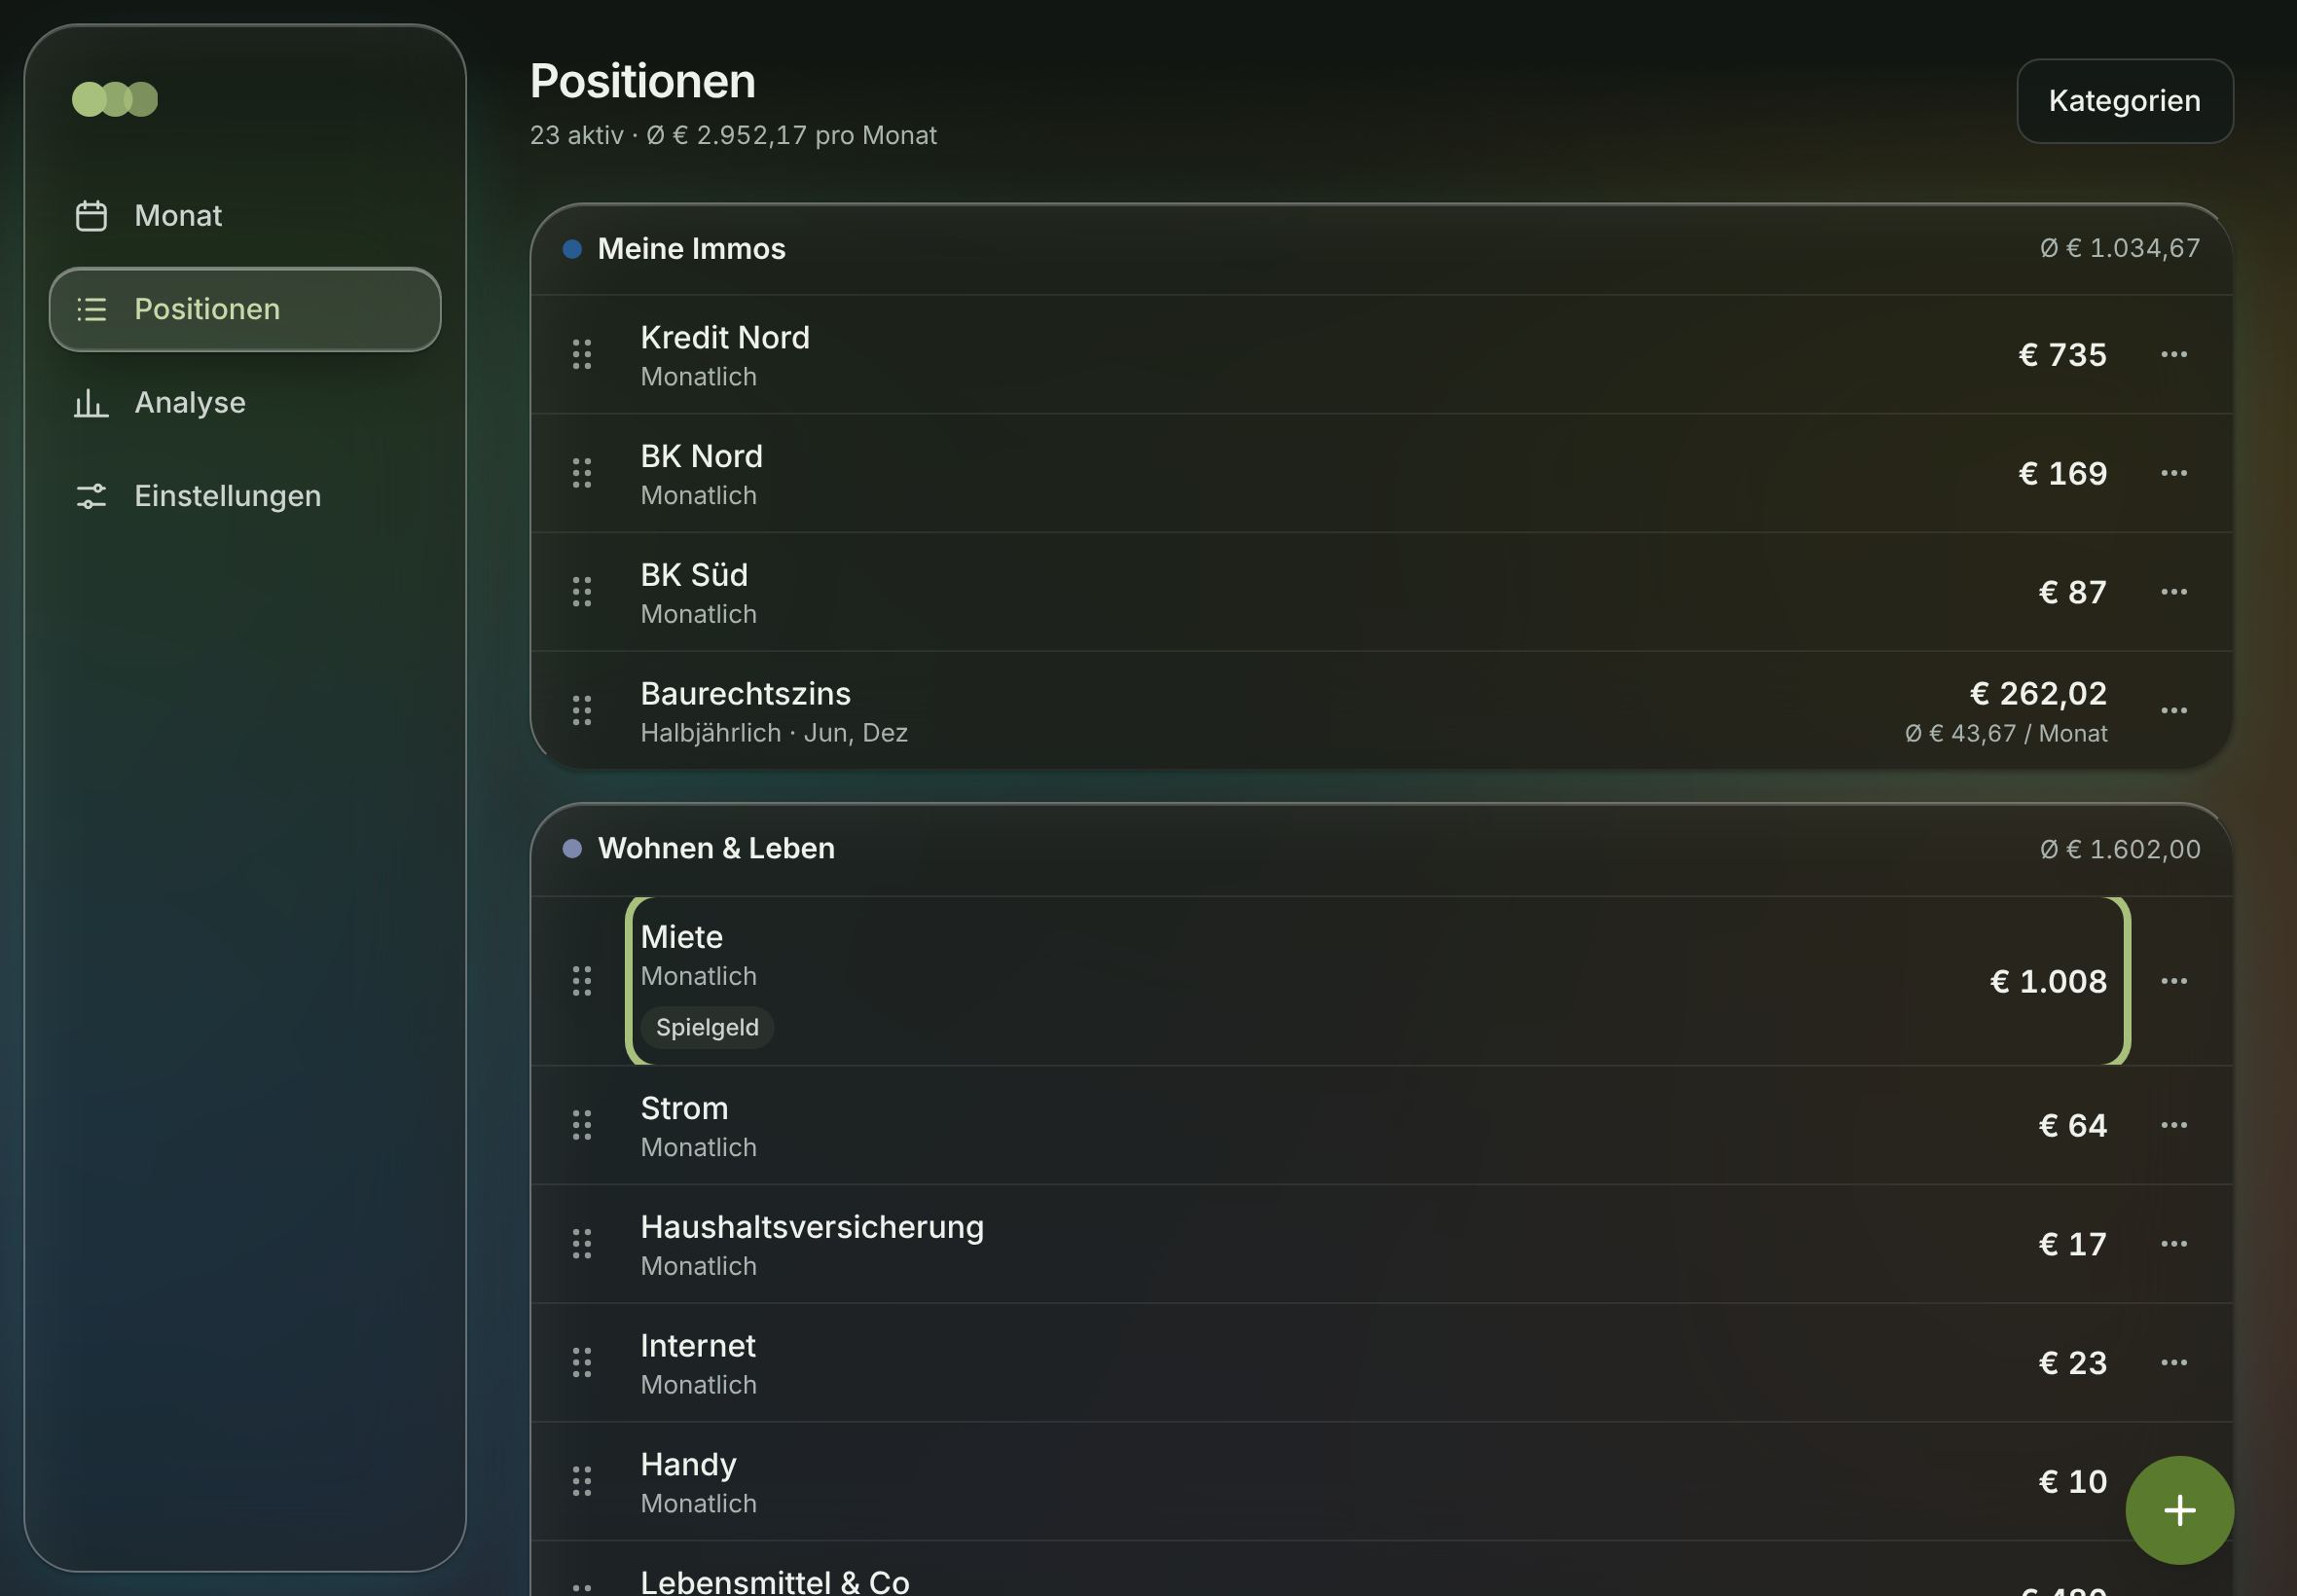 Positionen
23 aktiv · Ø € 2.952,17 pro Monat
Kategorien
Monat
Positionen
Analyse
Einstellungen
Meine Immos
Ø € 1.034,67
Kredit Nord
Monatlich
€ 735
BK Nord
Monatlich
€ 169
BK Süd
Monatlich
€ 87
Baurechtszins
Halbjährlich · Jun, Dez
€ 262,02
Ø € 43,67 / Monat
Wohnen & Leben
Ø € 1.602,00
Miete
Monatlich
Spielgeld
€ 1.008
Strom
Monatlich
€ 64
Haushaltsversicherung
Monatlich
€ 17
Internet
Monatlich
€ 23
Handy
Monatlich
€ 10
Lebensmittel & Co